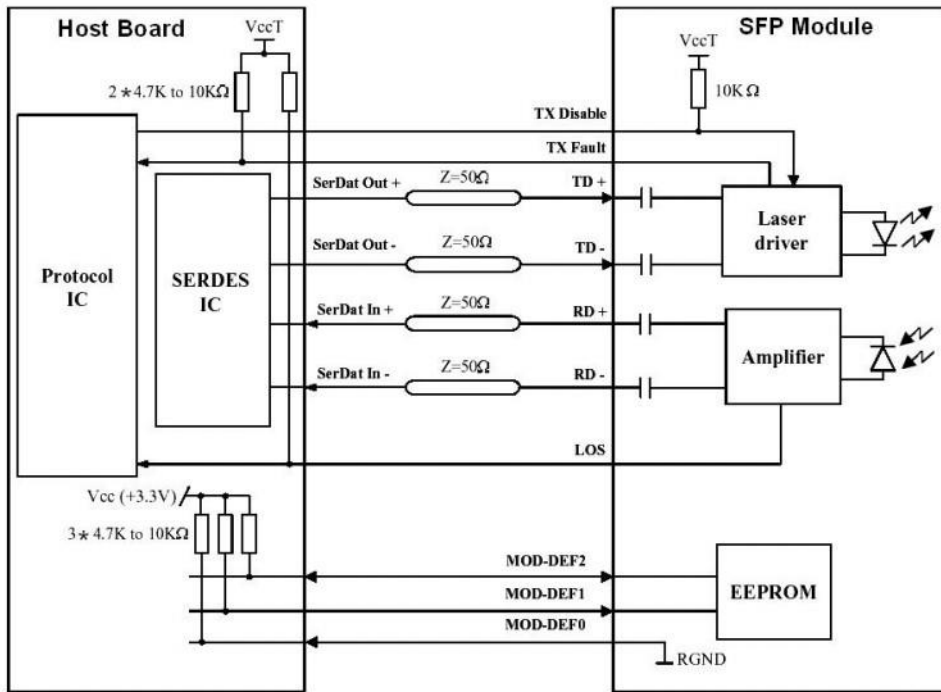 Host Board
SFP Module
VccT
VccT
2*4.7K to 10KΩ
10KΩ
TX Disable
TX Fault
SerDat Out +
Z=50Ω
TD +
SerDat Out -
Z=50Ω
TD -
Laser
driver
Protocol
IC
SERDES
IC
SerDat In +
Z=50Ω
RD +
SerDat In -
Z=50Ω
RD -
Amplifier
LOS
Vcc (+3.3V)
3*4.7K to 10KΩ
MOD-DEF2
MOD-DEF1
MOD-DEF0
EEPROM
RGND